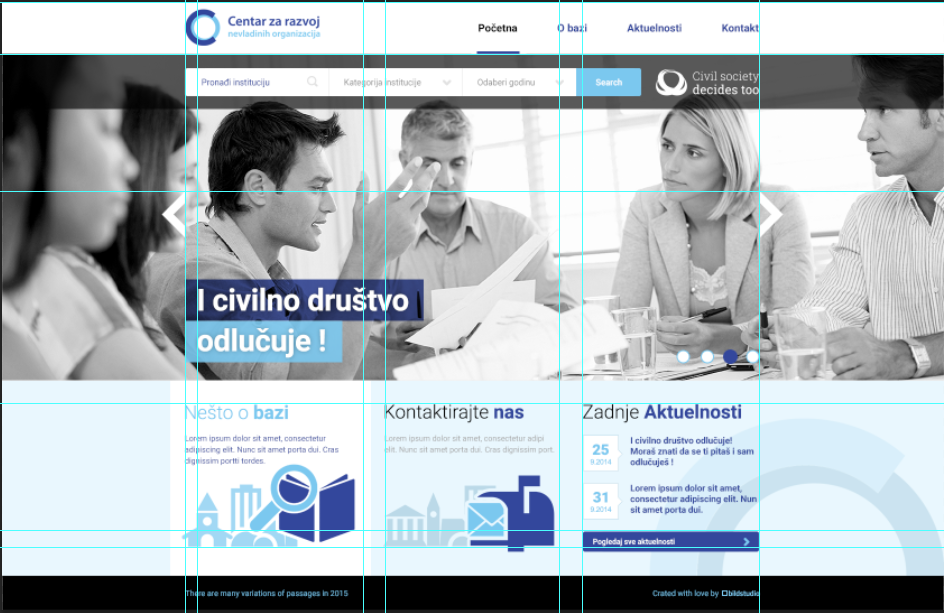 Centar za razvoj
nevladinih organizacija
Početna
O bazi
Aktuelnosti
Kontakt
Pronađi instituciju
Kategorija institucije
Odaberi godinu
Search
Civil society
decides too
I civilno društvo
odlučuje !
Nešto o bazi
Lorem ipsum dolor sit amet, consectetur
adipiscing elit. Nunc sit amet porta dui. Cras
dignissim portti tordes.
Kontaktirajte nas
Lorem ipsum dolor sit amet, consectetur adipi
elit. Nunc sit amet porta dui. Cras dignissim port.
Zadnje Aktuelnosti
25
9.2014
I civilno društvo odlučuje!
Moraš znati da se ti pitaš i sam
odlučuješ !
31
9.2014
Lorem ipsum dolor sit amet,
consectetur adipiscing elit. Nun
sit amet porta dui.
Pogledaj sve aktuelnosti
There are many variations of passages in 2015
Crated with love by bildstudio